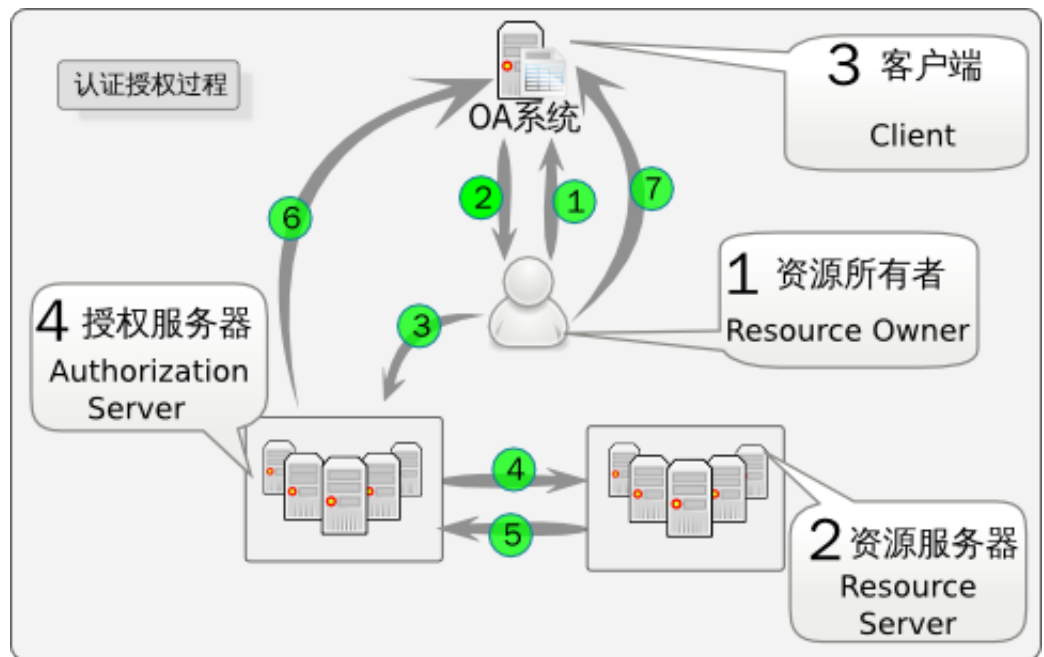 认证授权过程
OA系统
3 客户端
Client
2
1
7
6
1 资源所有者
Resource Owner
3
4 授权服务器
Authorization
Server
4
5
2 资源服务器
Resource
Server